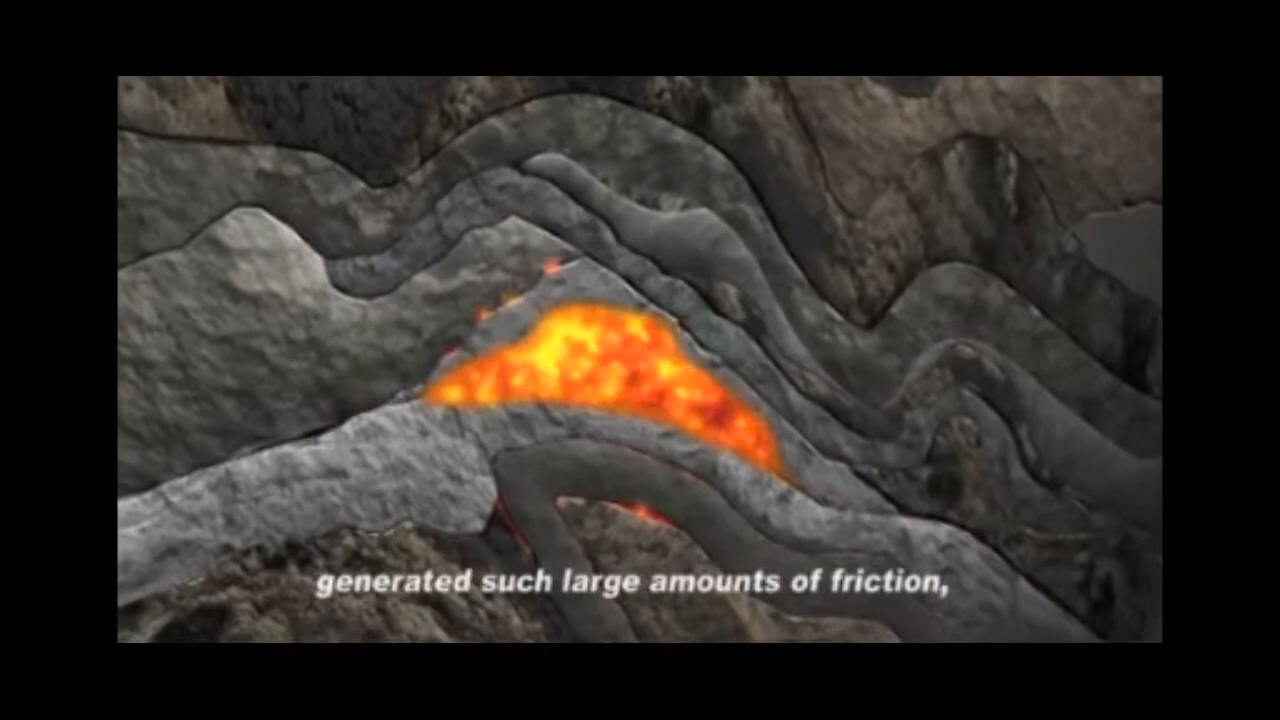 generated such large amounts of friction,